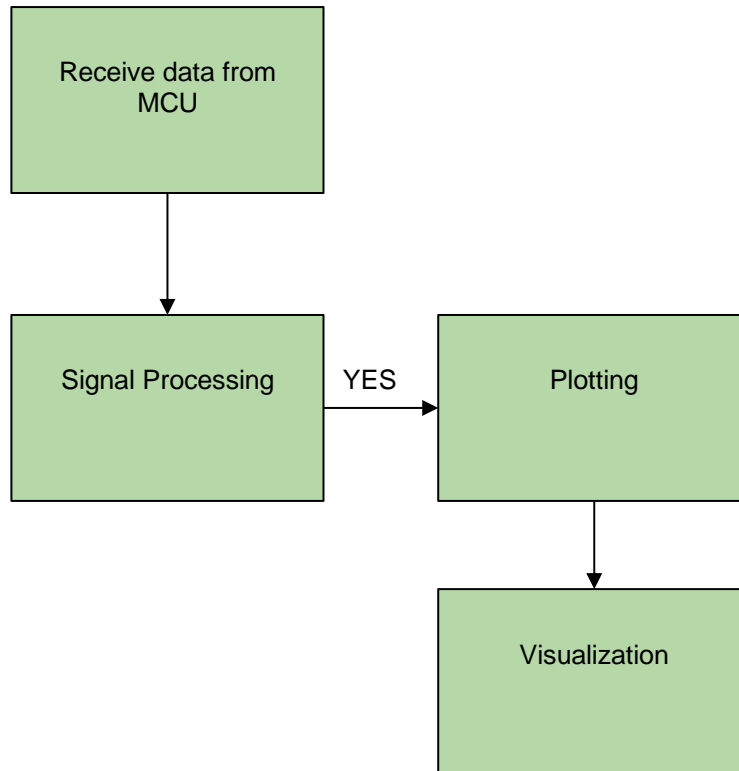 Receive data from
MCU
Signal Processing
YES
Plotting
Visualization